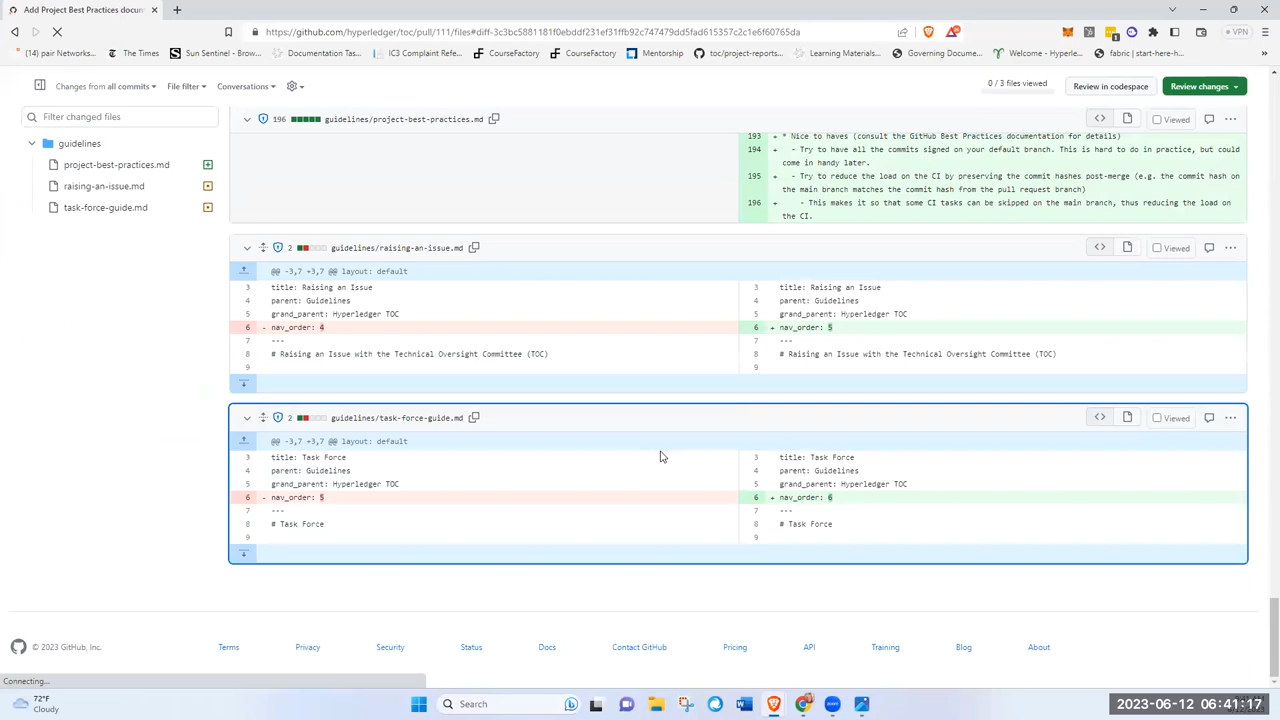 Add Project Best Practices docum
https://github.com/hyperledger/toc/pull/111/files#diff-3c3bc5881181f0ebddf231ef31ffb92c747479dd5fad615357c2c1e6f60765da
VPN
(14) pair Networks...
The Times
Sun Sentinel - Brow...
Documentation Tas...
IC3 Complaint Refe...
CourseFactory
CourseFactory
Mentorship
toc/project-reports...
Learning Materials...
Governing Docume...
Welcome - Hyperle...
fabric | start-here-h...
Changes from all commits
File filter
Conversations
0 / 3 files viewed
Review in codespace
Review changes
Filter changed files
guidelines
project-best-practices.md
raising-an-issue.md
task-force-guide.md
196 guidelines/project-best-practices.md
Viewed
193 + * Nice to haves (consult the GitHub Best Practices documentation for details)
194 + - Try to have all the commits signed on your default branch. This is hard to do in practice, but could
come in handy later.
195 + - Try to reduce the load on the CI by preserving the commit hashes post-merge (e.g. the commit hash on
the main branch matches the commit hash from the pull request branch)
196 + - This makes it so that some CI tasks can be skipped on the main branch, thus reducing the load on
the CI.
2 guidelines/raising-an-issue.md
Viewed
@@ -3,7 +3,7 @@ layout: default
3 title: Raising an Issue 3 title: Raising an Issue
4 parent: Guidelines 4 parent: Guidelines
5 grand_parent: Hyperledger TOC 5 grand_parent: Hyperledger TOC
6 - nav_order: 4 6 + nav_order: 5
7 --- 7 ---
8 # Raising an Issue with the Technical Oversight Committee (TOC) 8 # Raising an Issue with the Technical Oversight Committee (TOC)
9 9
2 guidelines/task-force-guide.md
Viewed
@@ -3,7 +3,7 @@ layout: default
3 title: Task Force 3 title: Task Force
4 parent: Guidelines 4 parent: Guidelines
5 grand_parent: Hyperledger TOC 5 grand_parent: Hyperledger TOC
6 - nav_order: 5 6 + nav_order: 6
7 --- 7 ---
8 # Task Force 8 # Task Force
9 9
© 2023 GitHub, Inc.
Terms
Privacy
Security
Status
Docs
Contact GitHub
Pricing
API
Training
Blog
About
Connecting...
72°F
Cloudy
Search
2023-06-12 06:41:17